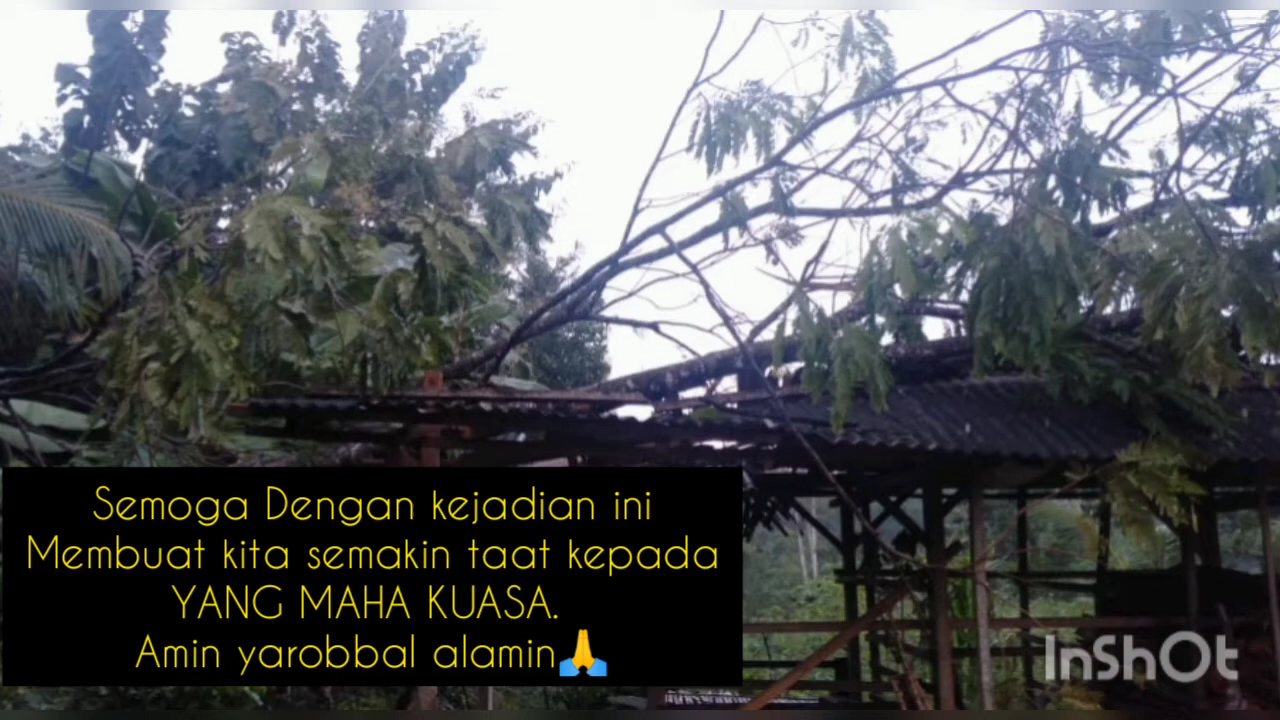 Semoga Dengan kejadian ini
Membuat kita semakin taat kepada
YANG MAHA KUASA.
Amin yarobbal alamin🙏
InShOt